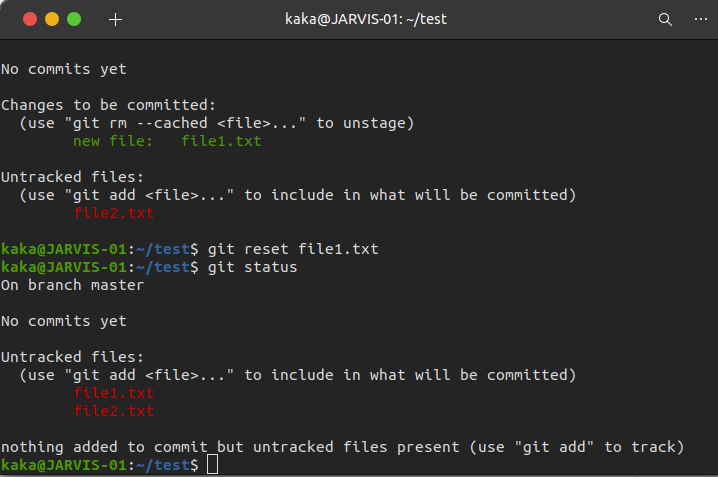 kaka@JARVIS-01: ~/test
No commits yet
Changes to be committed:
  (use "git rm --cached <file>..." to unstage)
        new file:   file1.txt
Untracked files:
  (use "git add <file>..." to include in what will be committed)
        file2.txt
kaka@JARVIS-01:~/test$ git reset file1.txt
kaka@JARVIS-01:~/test$ git status
On branch master
No commits yet
Untracked files:
  (use "git add <file>..." to include in what will be committed)
        file1.txt
        file2.txt
nothing added to commit but untracked files present (use "git add" to track)
kaka@JARVIS-01:~/test$